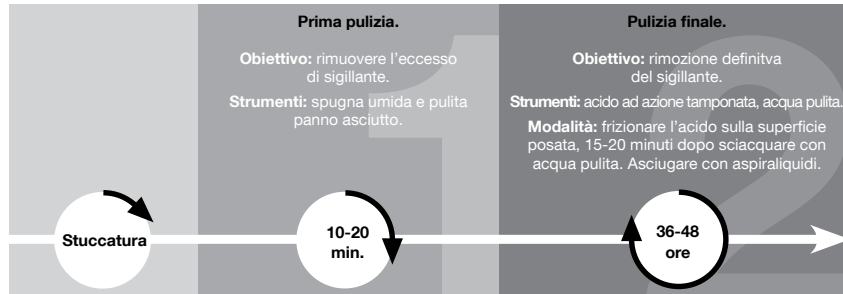 Prima pulizia.
Obiettivo: rimuovere l'eccesso
di sigillante.
Strumenti: spugna umida e pulita
panno asciutto.
1
Pulizia finale.
Obiettivo: rimozione definitva
del sigillante.
Strumenti: acido ad azione tamponata, acqua pulita.
Modalità: frizionare l'acido sulla superficie
posata, 15-20 minuti dopo sciacquare con
acqua pulita. Asciugare con aspiraliquidi.
2
Stuccatura
10-20
min.
36-48
ore